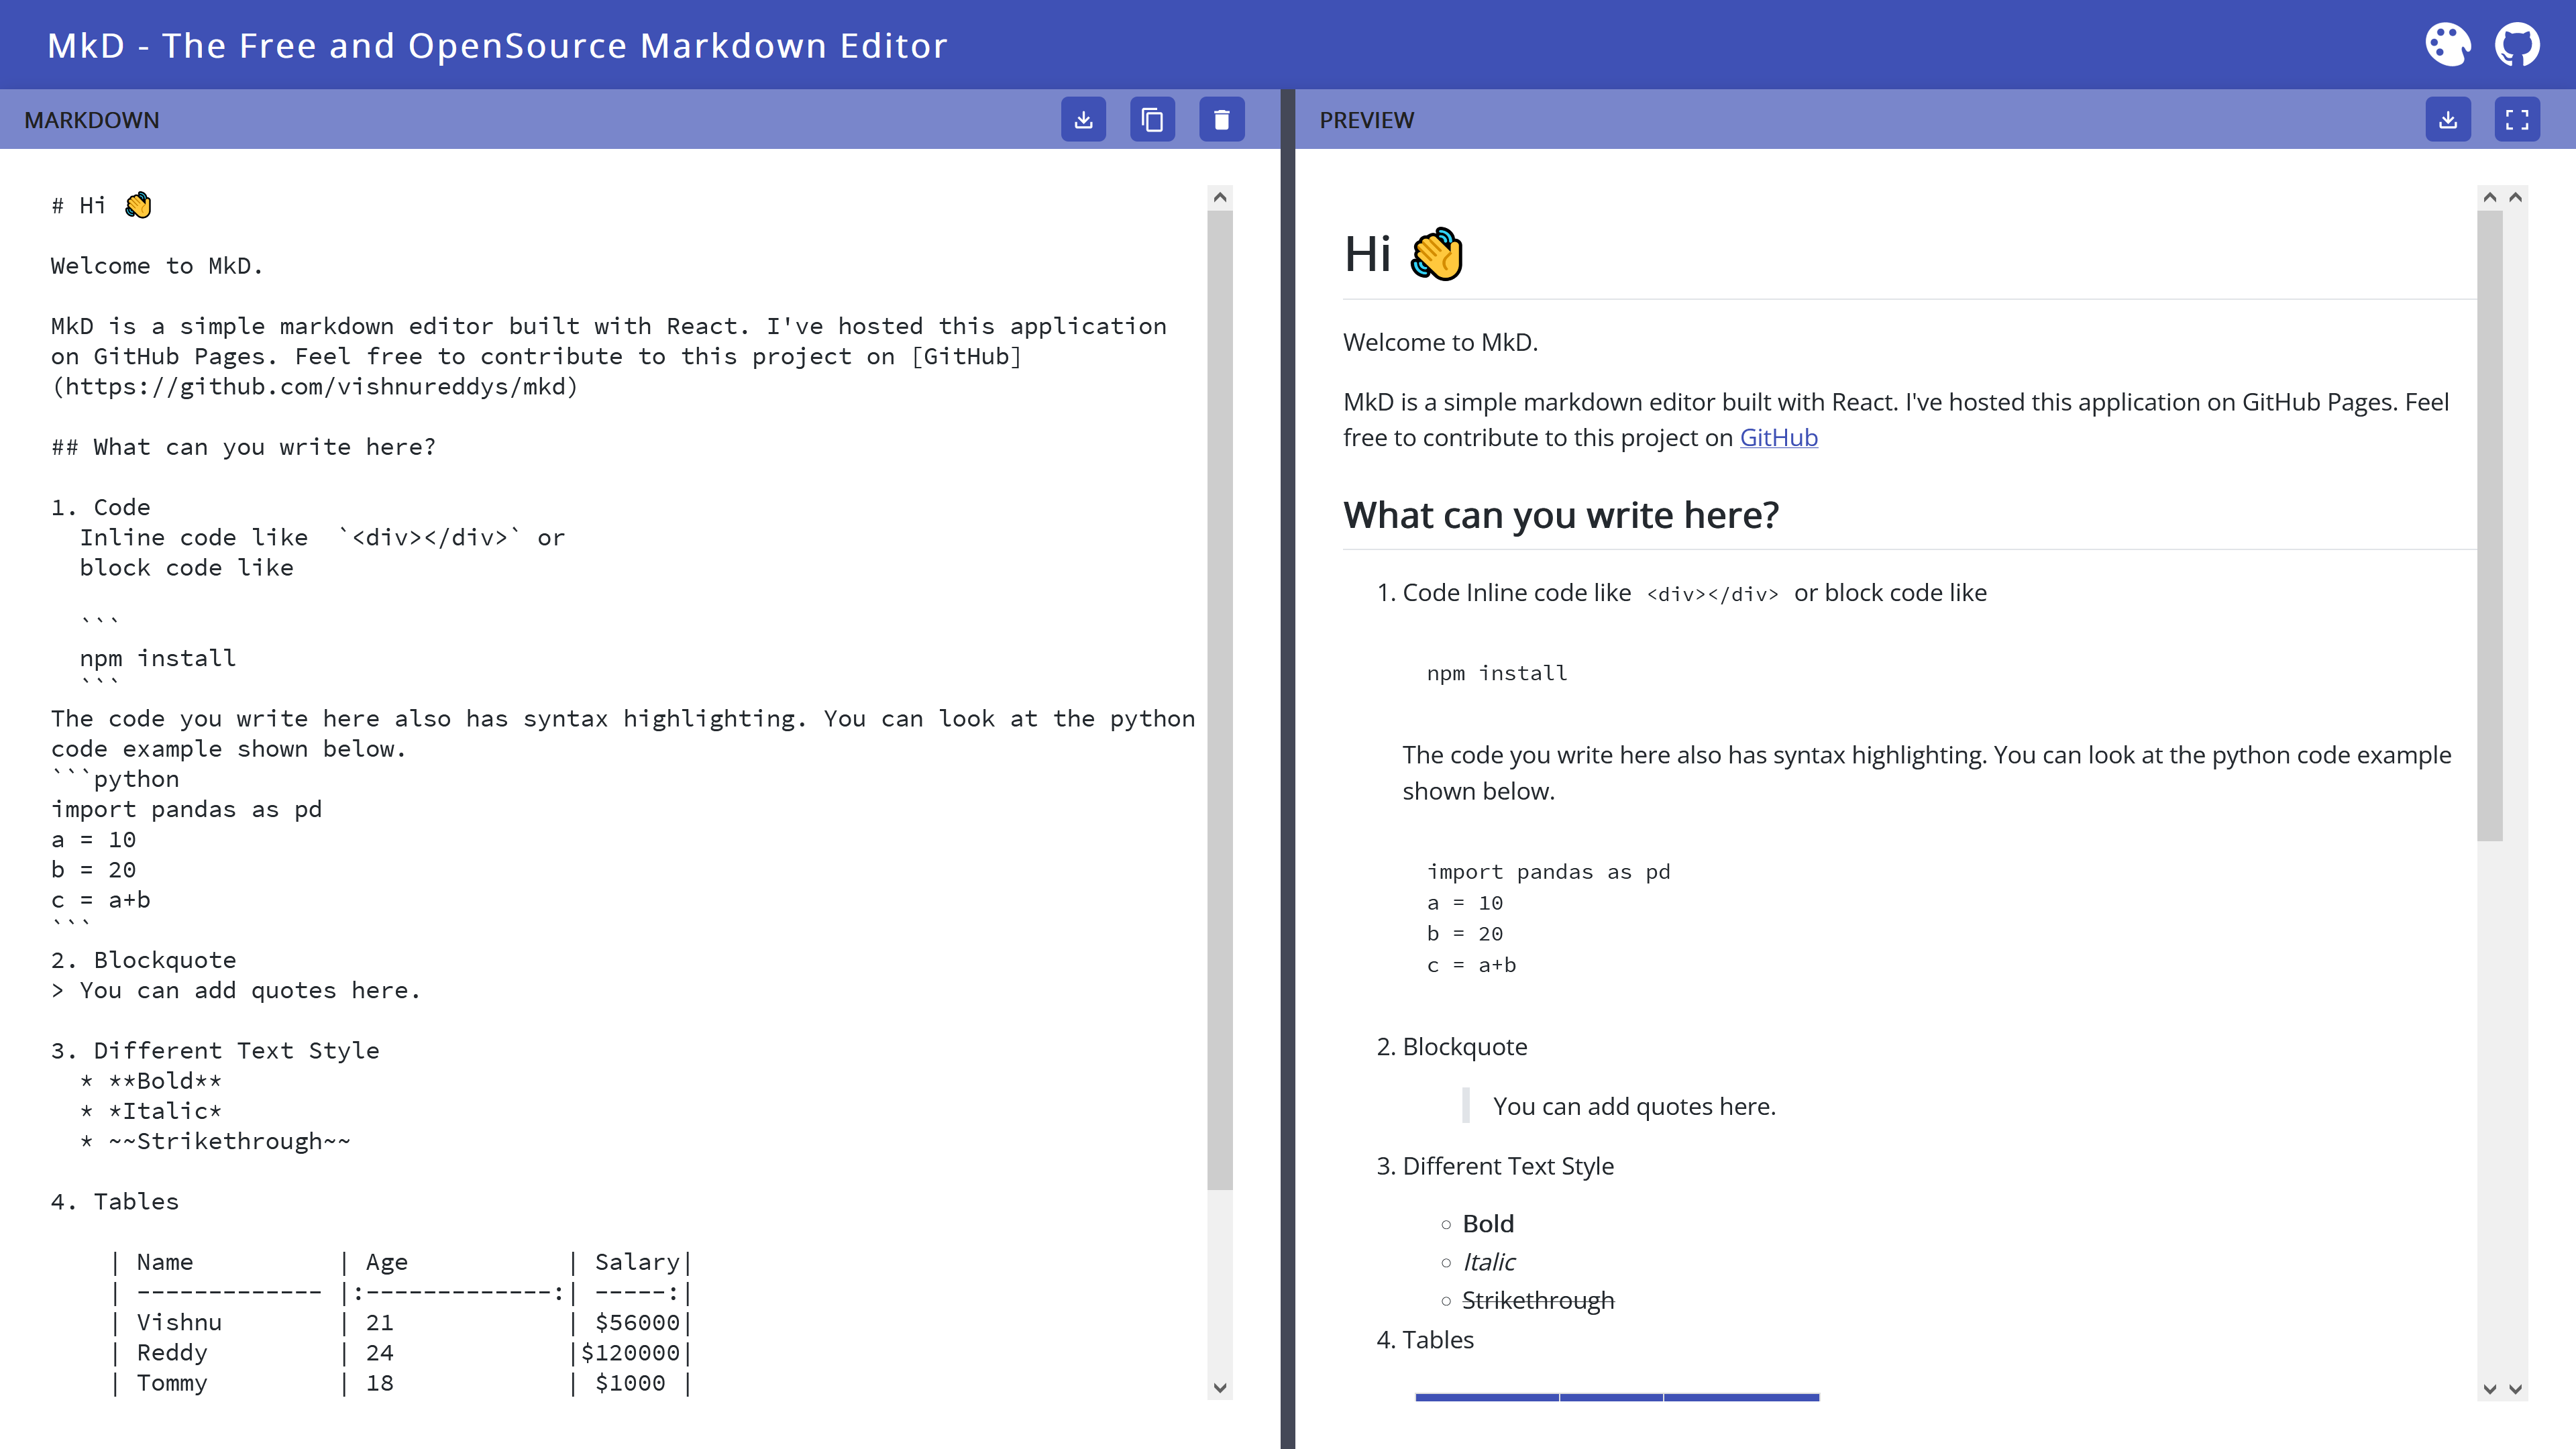 MkD - The Free and OpenSource Markdown Editor
MARKDOWN
# Hi 👋
Welcome to MkD.
MkD is a simple markdown editor built with React. I've hosted this application
on GitHub Pages. Feel free to contribute to this project on [GitHub]
(https://github.com/vishnureddys/mkd)
## What can you write here?
1. Code
  Inline code like  `<div></div>` or
  block code like
  ```
  npm install
  ```
The code you write here also has syntax highlighting. You can look at the python
code example shown below.
```python
import pandas as pd
a = 10
b = 20
c = a+b
```
2. Blockquote
> You can add quotes here.
3. Different Text Style
  * **Bold**
  * *Italic*
  * ~~Strikethrough~~
4. Tables
    | Name          | Age           | Salary|
    | ------------- |:-------------:| -----:|
    | Vishnu        | 21            | $56000|
    | Reddy         | 24            |$120000|
    | Tommy         | 18            | $1000 |
PREVIEW
Hi 👋
Welcome to MkD.
MkD is a simple markdown editor built with React. I've hosted this application on GitHub Pages. Feel
free to contribute to this project on GitHub
What can you write here?
1. Code Inline code like <div></div> or block code like
npm install
The code you write here also has syntax highlighting. You can look at the python code example
shown below.
import pandas as pd
a = 10
b = 20
c = a+b
2. Blockquote
You can add quotes here.
3. Different Text Style
○ Bold
○ Italic
○ Strikethrough
4. Tables